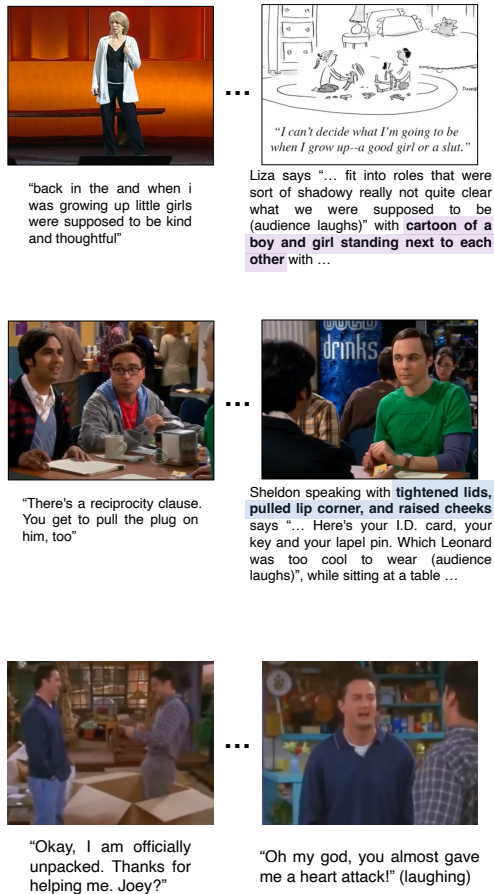 ...
"I can't decide what I'm going to be
when I grow up--a good girl or a slut."
"back in the and when i
was growing up little girls
were supposed to be kind
and thoughtful"
Liza says "… fit into roles that were
sort of shadowy really not quite clear
what we were supposed to be
(audience laughs)" with cartoon of a
boy and girl standing next to each
other with …
drinks
...
"There's a reciprocity clause.
You get to pull the plug on
him, too"
Sheldon speaking with tightened lids,
pulled lip corner, and raised cheeks
says "… Here's your I.D. card, your
key and your lapel pin. Which Leonard
was too cool to wear (audience
laughs)", while sitting at a table …
...
"Okay, I am officially
unpacked. Thanks for
helping me. Joey?"
"Oh my god, you almost gave
me a heart attack!" (laughing)